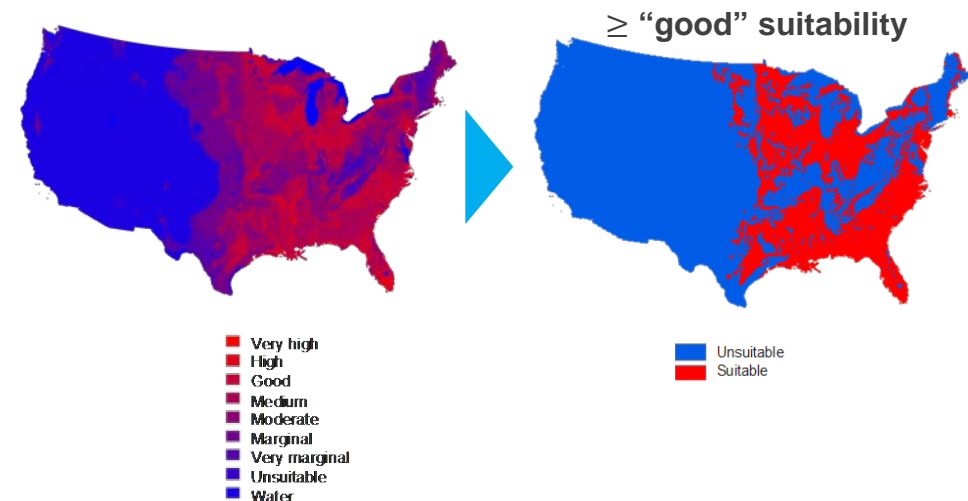 ≥ “good” suitability
Very high
High
Good
Medium
Moderate
Marginal
Very marginal
Unsuitable
Water
Unsuitable
Suitable